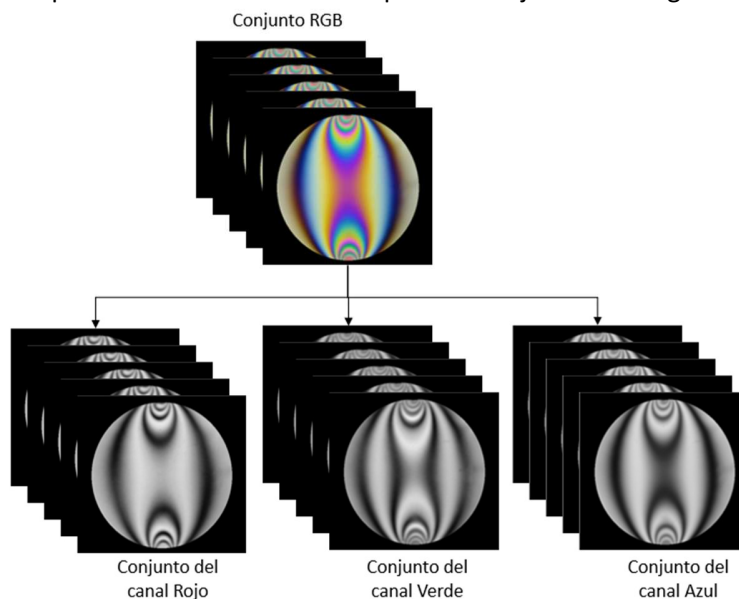 Conjunto RGB
Conjunto del
canal Rojo
Conjunto del
canal Verde
Conjunto del
canal Azul